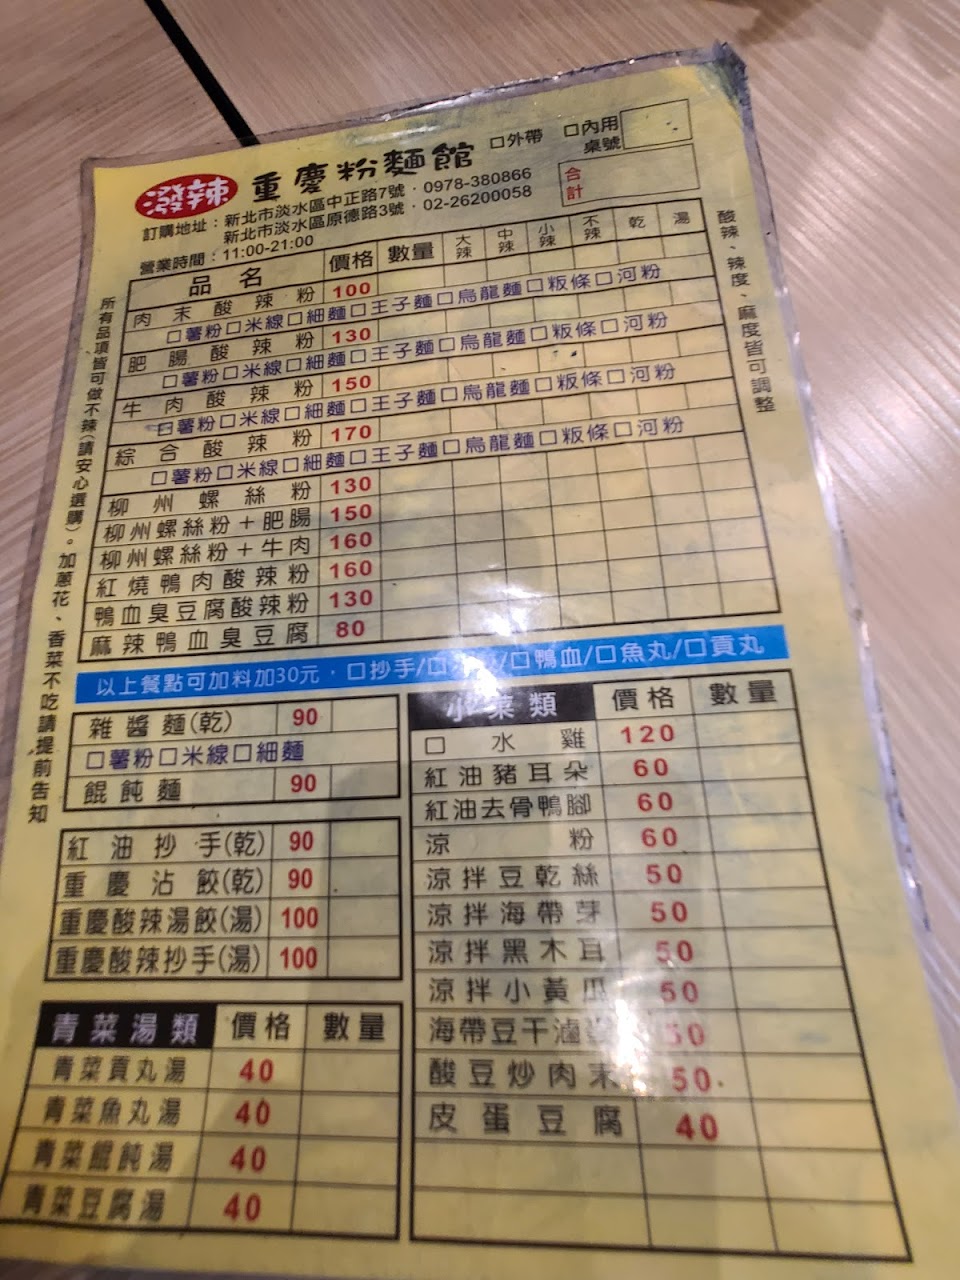 潑辣 重慶粉麵館 □外帶 □內用 桌號
訂購地址：新北市淡水區中正路7號・0978-380866
新北市淡水區原德路3號・02-26200058
合計
營業時間：11:00-21:00
品名 價格 數量 大辣 中辣 小辣 不辣 乾 湯
肉末酸辣粉 100
□薯粉□米線□細麵□王子麵□烏龍麵□粄條□河粉
肥腸酸辣粉 130
□薯粉□米線□細麵□王子麵□烏龍麵□粄條□河粉
牛肉酸辣粉 150
□薯粉□米線□細麵□王子麵□烏龍麵□粄條□河粉
綜合酸辣粉 170
□薯粉□米線□細麵□王子麵□烏龍麵□粄條□河粉
柳州螺絲粉 130
柳州螺絲粉＋肥腸 150
柳州螺絲粉＋牛肉 160
紅燒鴨肉酸辣粉 160
鴨血臭豆腐酸辣粉 130
麻辣鴨血臭豆腐 80
所有品項皆可做不辣(請安心選購)。加蔥花、香菜不吃請提前告知
酸辣、辣度、麻度皆可調整
以上餐點可加料加30元，□抄手/□鴨血/□魚丸/□貢丸
雜醬麵(乾) 90
□薯粉□米線□細麵
餛飩麵 90
紅油抄手(乾) 90
重慶沾餃(乾) 90
重慶酸辣湯餃(湯) 100
重慶酸辣抄手(湯) 100
青菜湯類 價格 數量
青菜貢丸湯 40
青菜魚丸湯 40
青菜餛飩湯 40
青菜豆腐湯 40
小菜類 價格 數量
口水雞 120
紅油豬耳朵 60
紅油去骨鴨腳 60
涼粉 60
涼拌豆乾絲 50
涼拌海帶芽 50
涼拌黑木耳 50
涼拌小黃瓜 50
海帶豆干滷 50
酸豆炒肉末 50
皮蛋豆腐 40